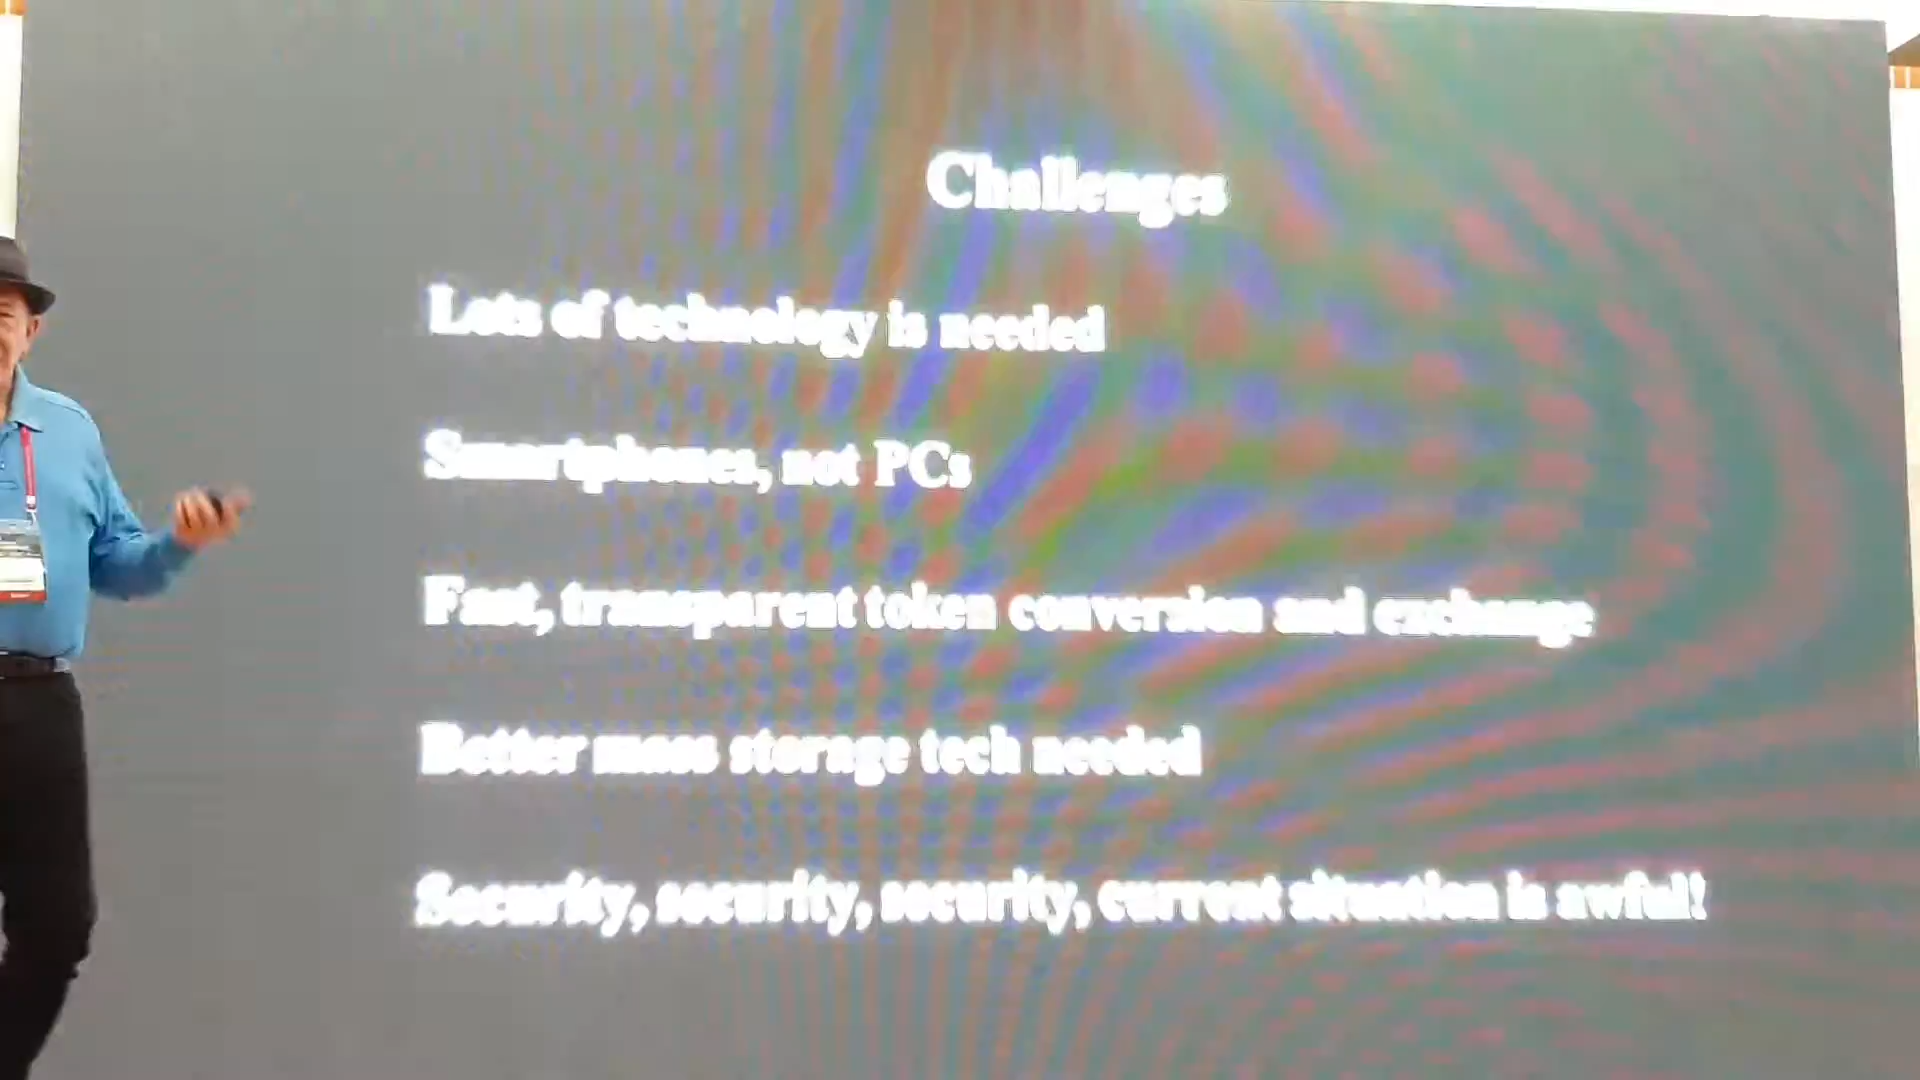 Challenges
Lots of technology is needed
Smartphones, not PCs
Fast, transparent token conversion and exchange
Better mass storage tech needed
Security, security, security, current situation is awful!